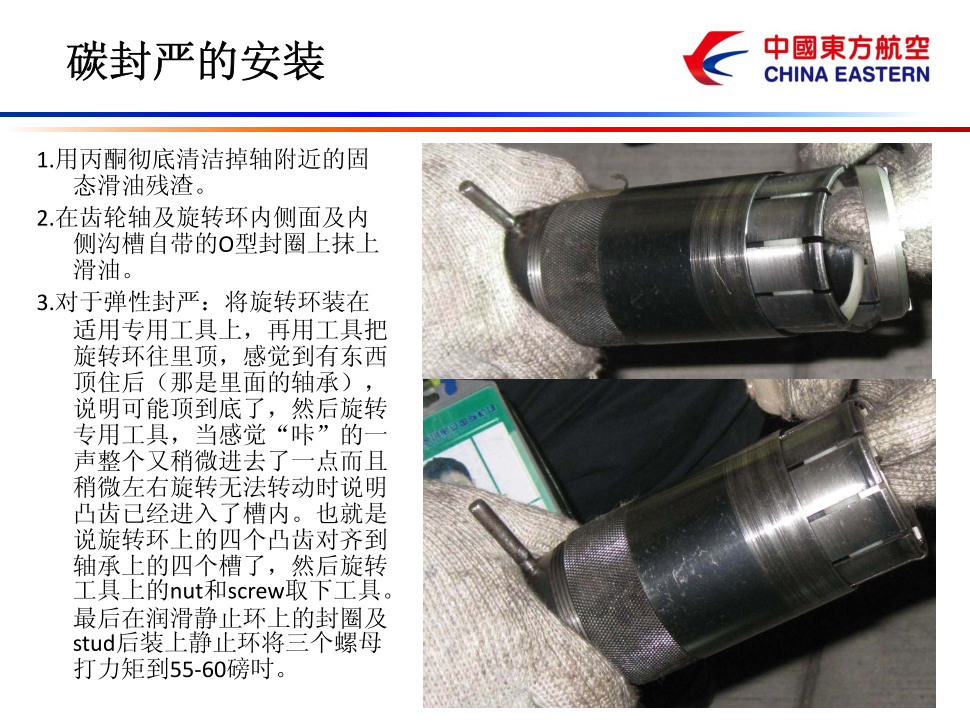 碳封严的安装
中國東方航空
CHINA EASTERN
1.用丙酮彻底清洁掉轴附近的固
态滑油残渣。
2.在齿轮轴及旋转环内侧面及内
侧沟槽自带的O型封圈上抹上
滑油。
3.对于弹性封严：将旋转环装在
适用专用工具上，再用工具把
旋转环往里顶，感觉到有东西
顶住后（那是里面的轴承），
说明可能顶到底了，然后旋转
专用工具，当感觉“咔”的一
声整个又稍微进去了一点而且
稍微左右旋转无法转动时说明
凸齿已经进入了槽内。也就是
说旋转环上的四个凸齿对齐到
轴承上的四个槽了，然后旋转
工具上的nut和screw取下工具。
最后在润滑静止环上的封圈及
stud后装上静止环将三个螺母
打力矩到55-60磅吋。